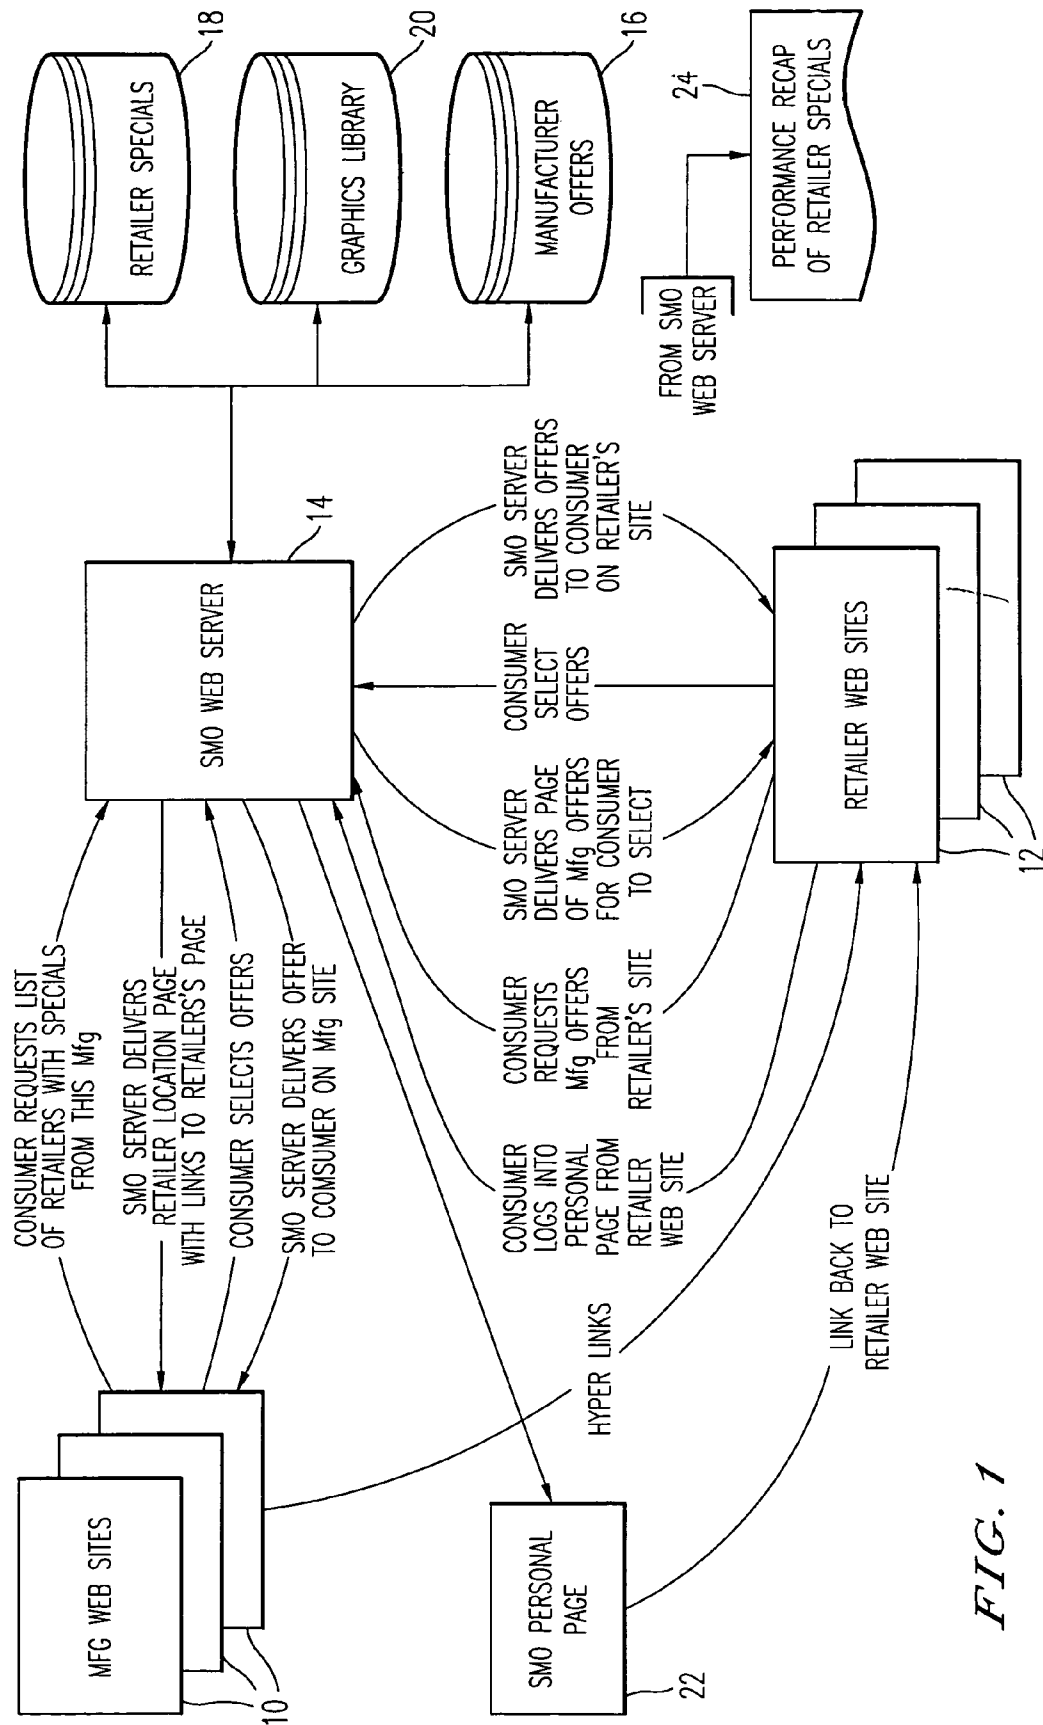 MFG WEB SITES
10
CONSUMER REQUESTS LIST
OF RETAILERS WITH SPECIALS
FROM THIS Mfg
SMO SERVER DELIVERS
RETAILER LOCATION PAGE
WITH LINKS TO RETAILERS'S PAGE
CONSUMER SELECTS OFFERS
SMO SERVER DELIVERS OFFER
TO COMSUMER ON Mfg SITE
SMO WEB SERVER
14
RETAILER SPECIALS
18
GRAPHICS LIBRARY
20
MANUFACTURER
OFFERS
16
SMO PERSONAL
PAGE
22
HYPER LINKS
CONSUMER
LOGS INTO
PERSONAL
PAGE FROM
RETAILER
WEB SITE
CONSUMER
REQUESTS
Mfg OFFERS
FROM
RETAILER'S SITE
SMO SERVER
DELIVERS PAGE
OF Mfg OFFERS
FOR CONSUMER
TO SELECT
CONSUMER
SELECT
OFFERS
SMO SERVER
DELIVERS OFFERS
TO CONSUMER
ON RETAILER'S
SITE
FROM SMO
WEB SERVER
24
PERFORMANCE RECAP
OF RETAILER SPECIALS
LINK BACK TO
RETAILER WEB SITE
RETAILER WEB SITES
12
FIG. 1